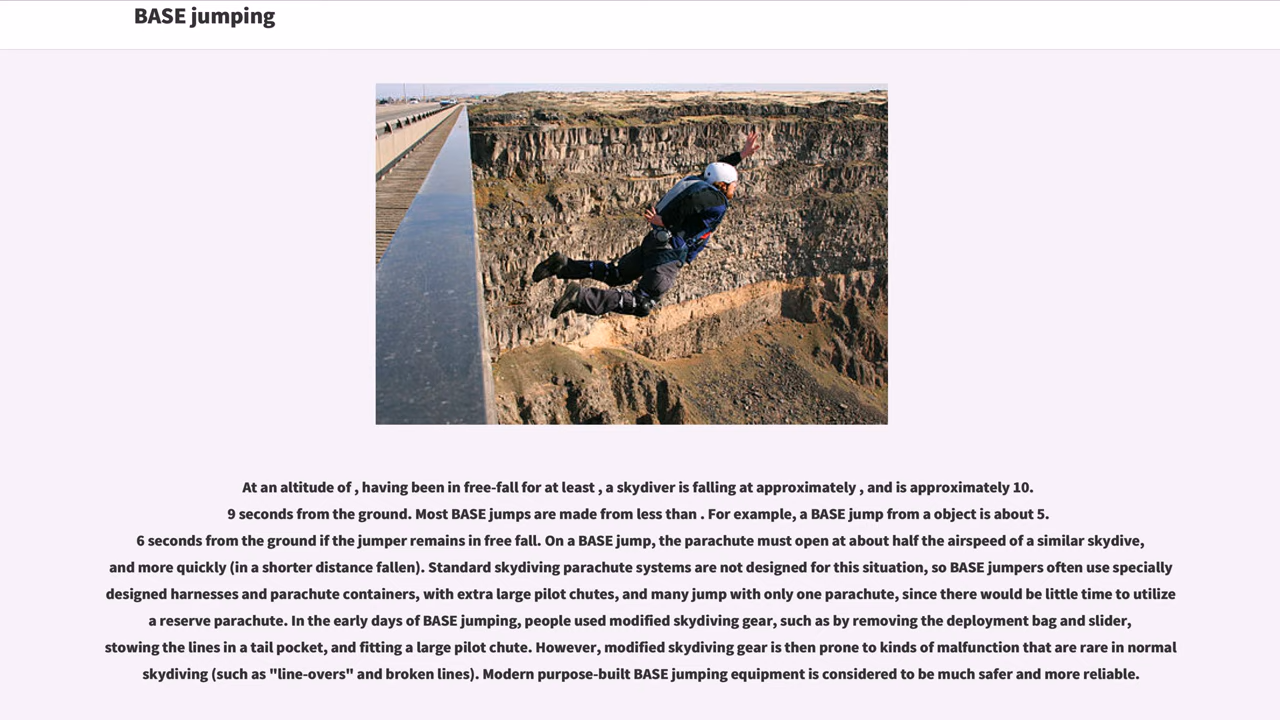 BASE jumping
At an altitude of , having been in free-fall for at least , a skydiver is falling at approximately , and is approximately 10.
9 seconds from the ground. Most BASE jumps are made from less than . For example, a BASE jump from a object is about 5.
6 seconds from the ground if the jumper remains in free fall. On a BASE jump, the parachute must open at about half the airspeed of a similar skydive,
and more quickly (in a shorter distance fallen). Standard skydiving parachute systems are not designed for this situation, so BASE jumpers often use specially
designed harnesses and parachute containers, with extra large pilot chutes, and many jump with only one parachute, since there would be little time to utilize
a reserve parachute. In the early days of BASE jumping, people used modified skydiving gear, such as by removing the deployment bag and slider,
stowing the lines in a tail pocket, and fitting a large pilot chute. However, modified skydiving gear is then prone to kinds of malfunction that are rare in normal
skydiving (such as "line-overs" and broken lines). Modern purpose-built BASE jumping equipment is considered to be much safer and more reliable.